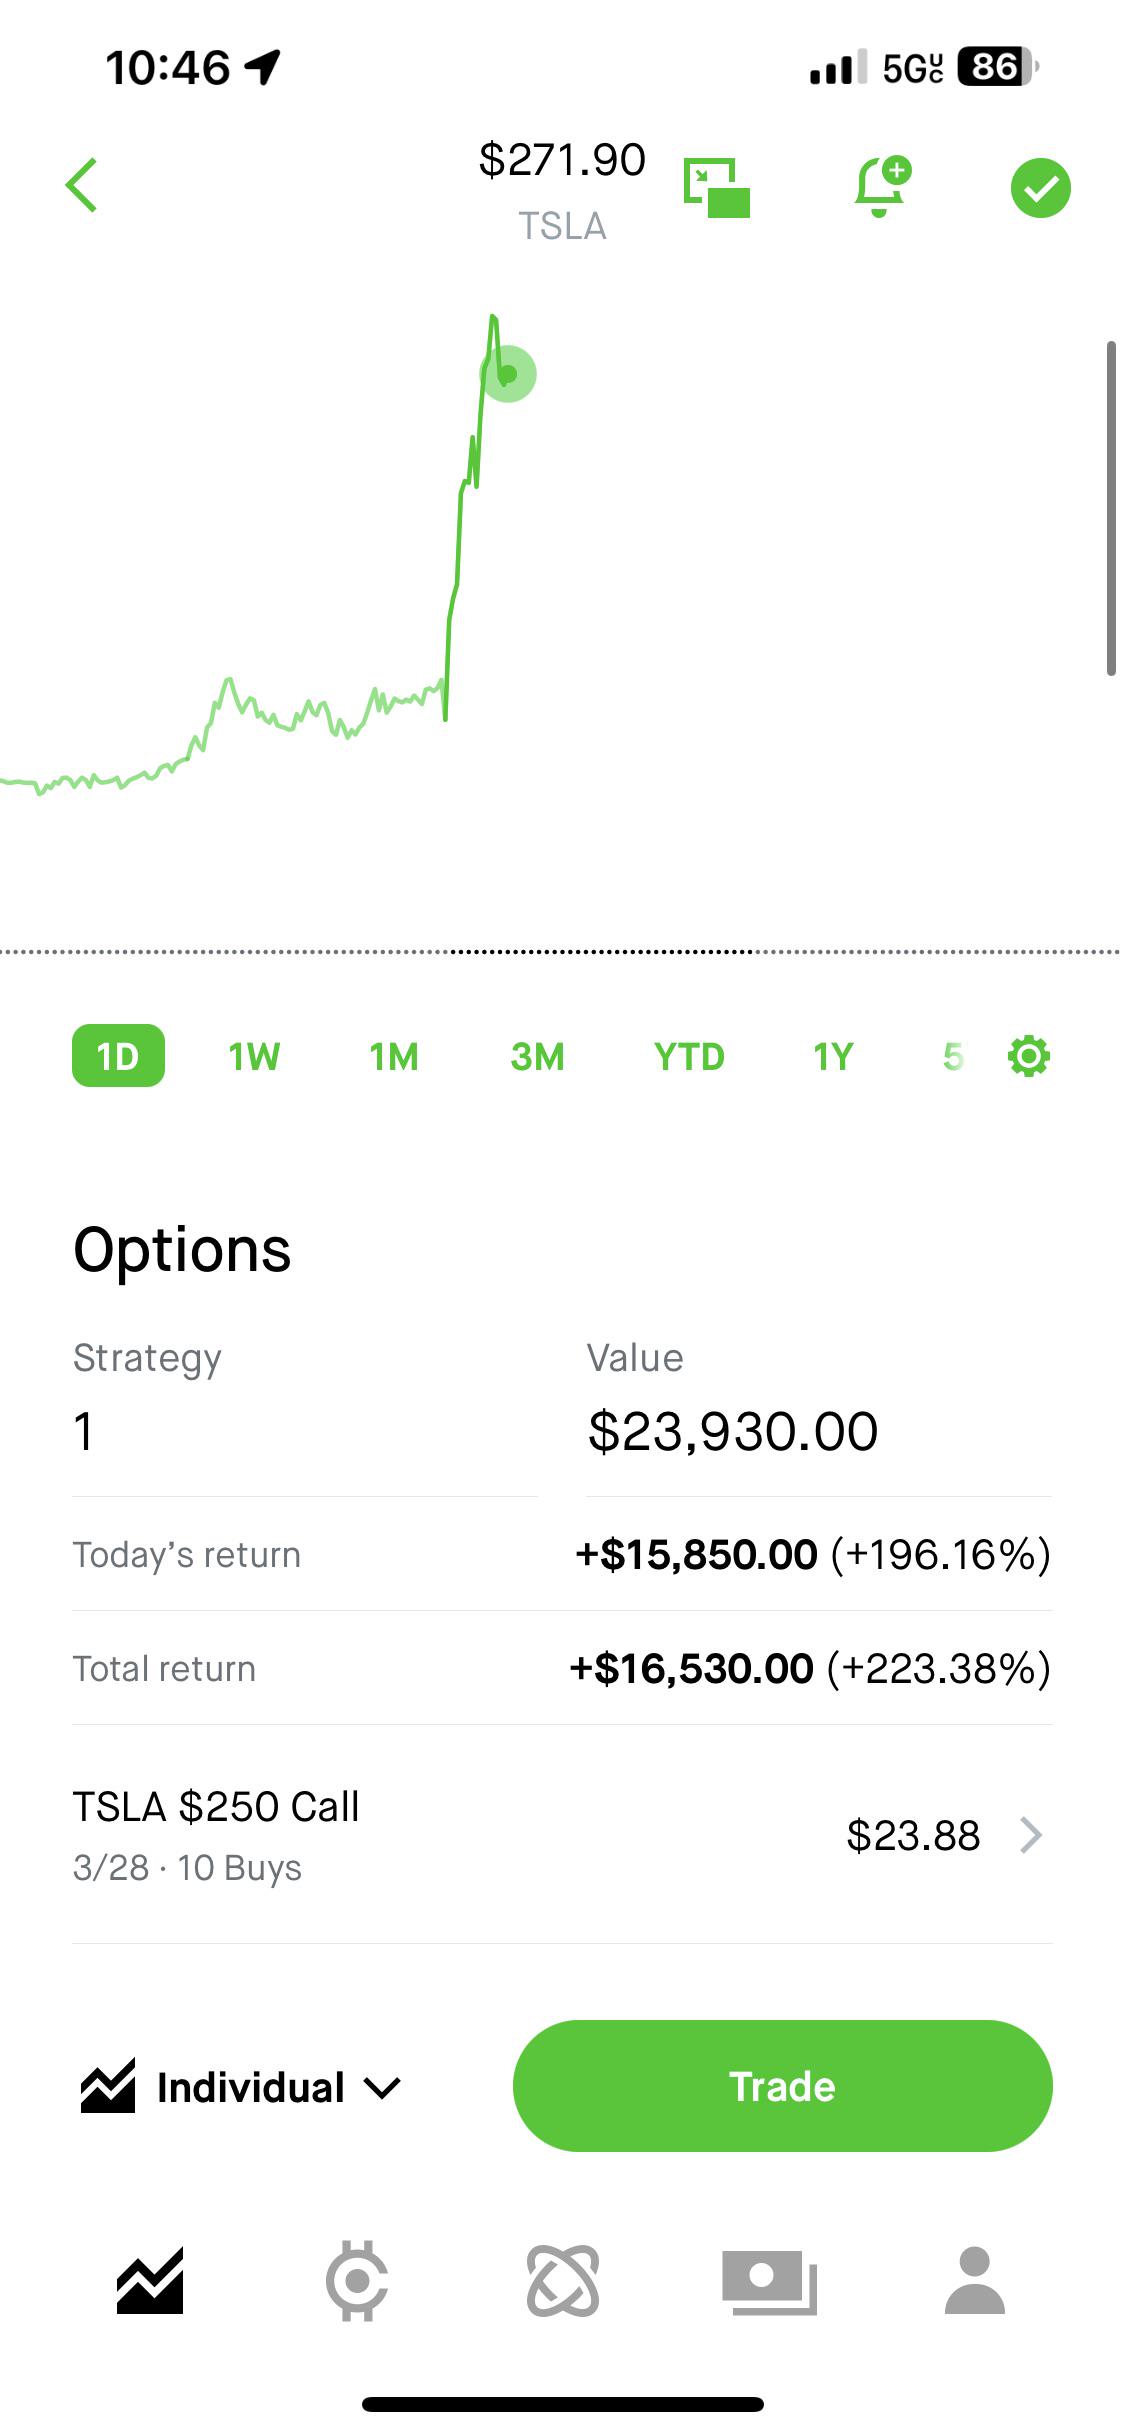 10:46 5GUC 86
$271.90
TSLA
1D 1W 1M 3M YTD 1Y 5
Options
Strategy Value
1 $23,930.00
Today's return +$15,850.00 (+196.16%)
Total return +$16,530.00 (+223.38%)
TSLA $250 Call
$23.88
3/28 · 10 Buys
Individual Trade